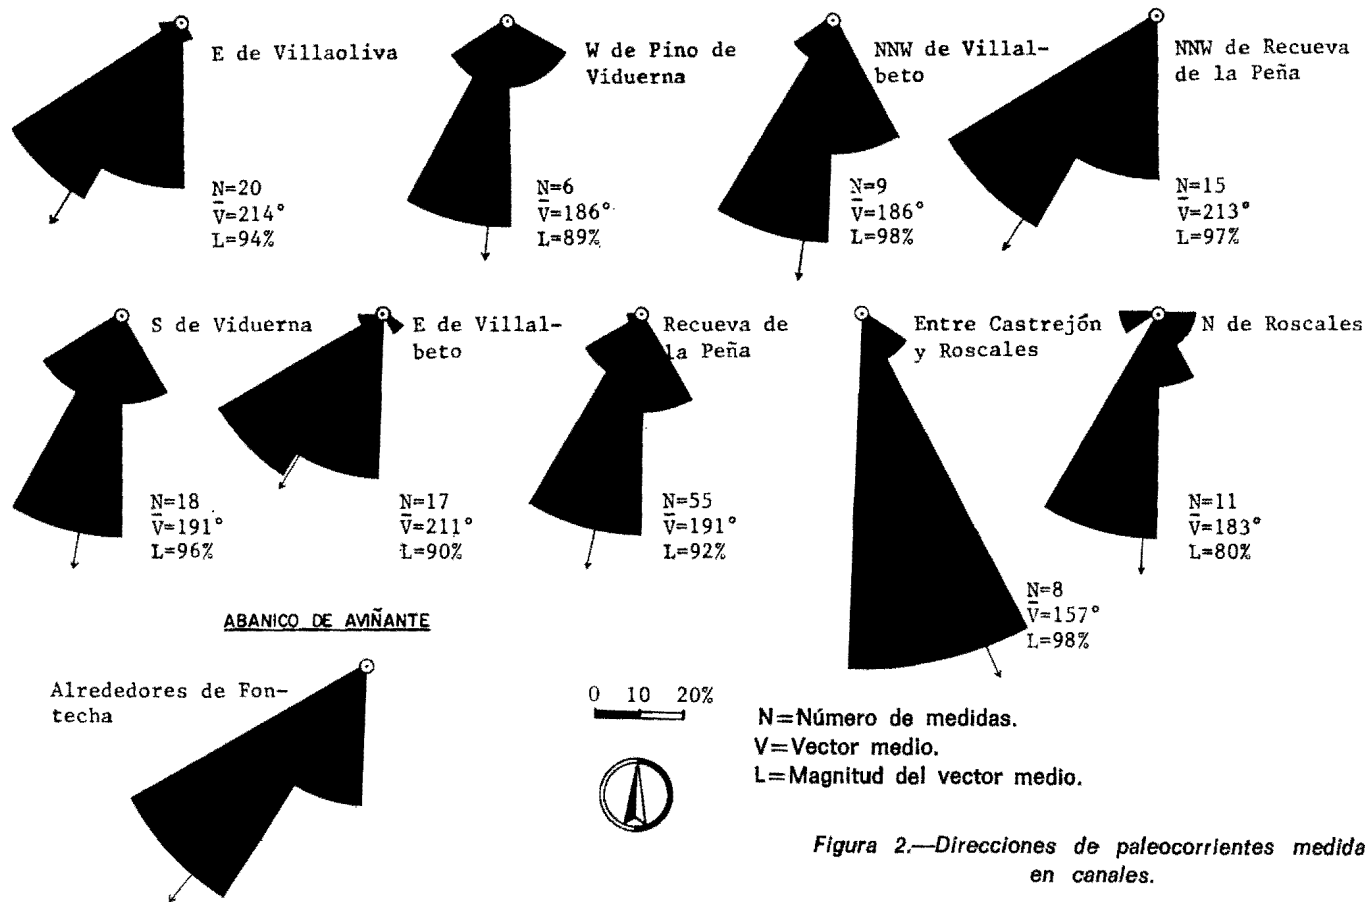 E de Villaoliva
N=20
V̄=214°
L=94%
W de Pino de
Viduerna
N=6
V̄=186°
L=89%
NNW de Villal-
beto
N=9
V̄=186°
L=98%
NNW de Recueva
de la Peña
N=15
V̄=213°
L=97%
S de Viduerna
N=18
V̄=191°
L=96%
E de Villal-
beto
N=17
V̄=211°
L=90%
Recueva de
la Peña
N=55
V̄=191°
L=92%
Entre Castrejón
y Roscales
N=8
V̄=157°
L=98%
N de Roscales
N=11
V̄=183°
L=80%
ABANICO DE AVIÑANTE
Alrededores de Fon-
techa
0 10 20%
N=Número de medidas.
V=Vector medio.
L=Magnitud del vector medio.
Figura 2.—Direcciones de paleocorrientes medida
en canales.